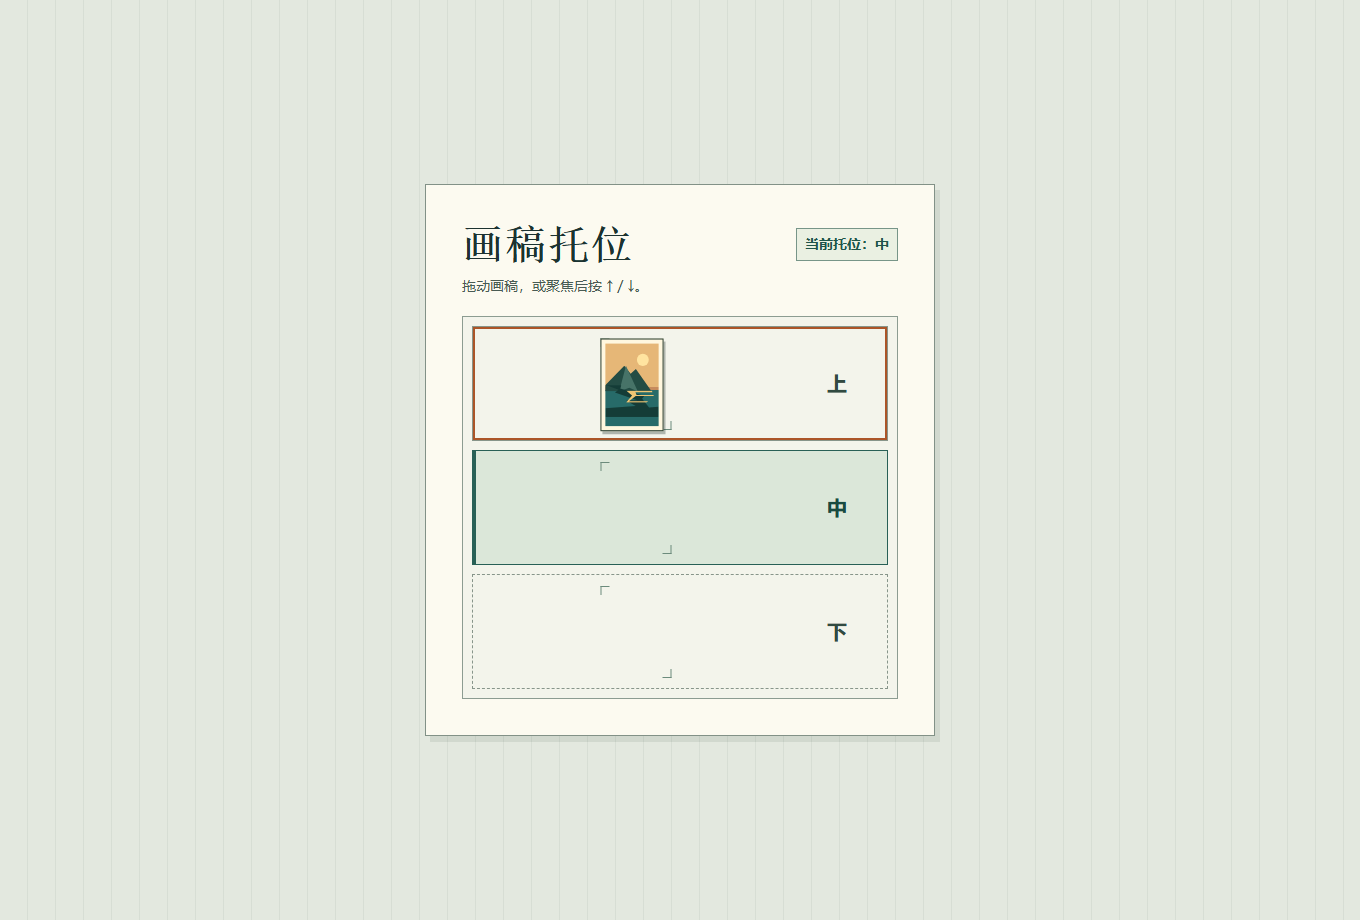 画稿托位
当前托位：中
拖动画稿，或聚焦后按 ↑ / ↓。
上
中
下